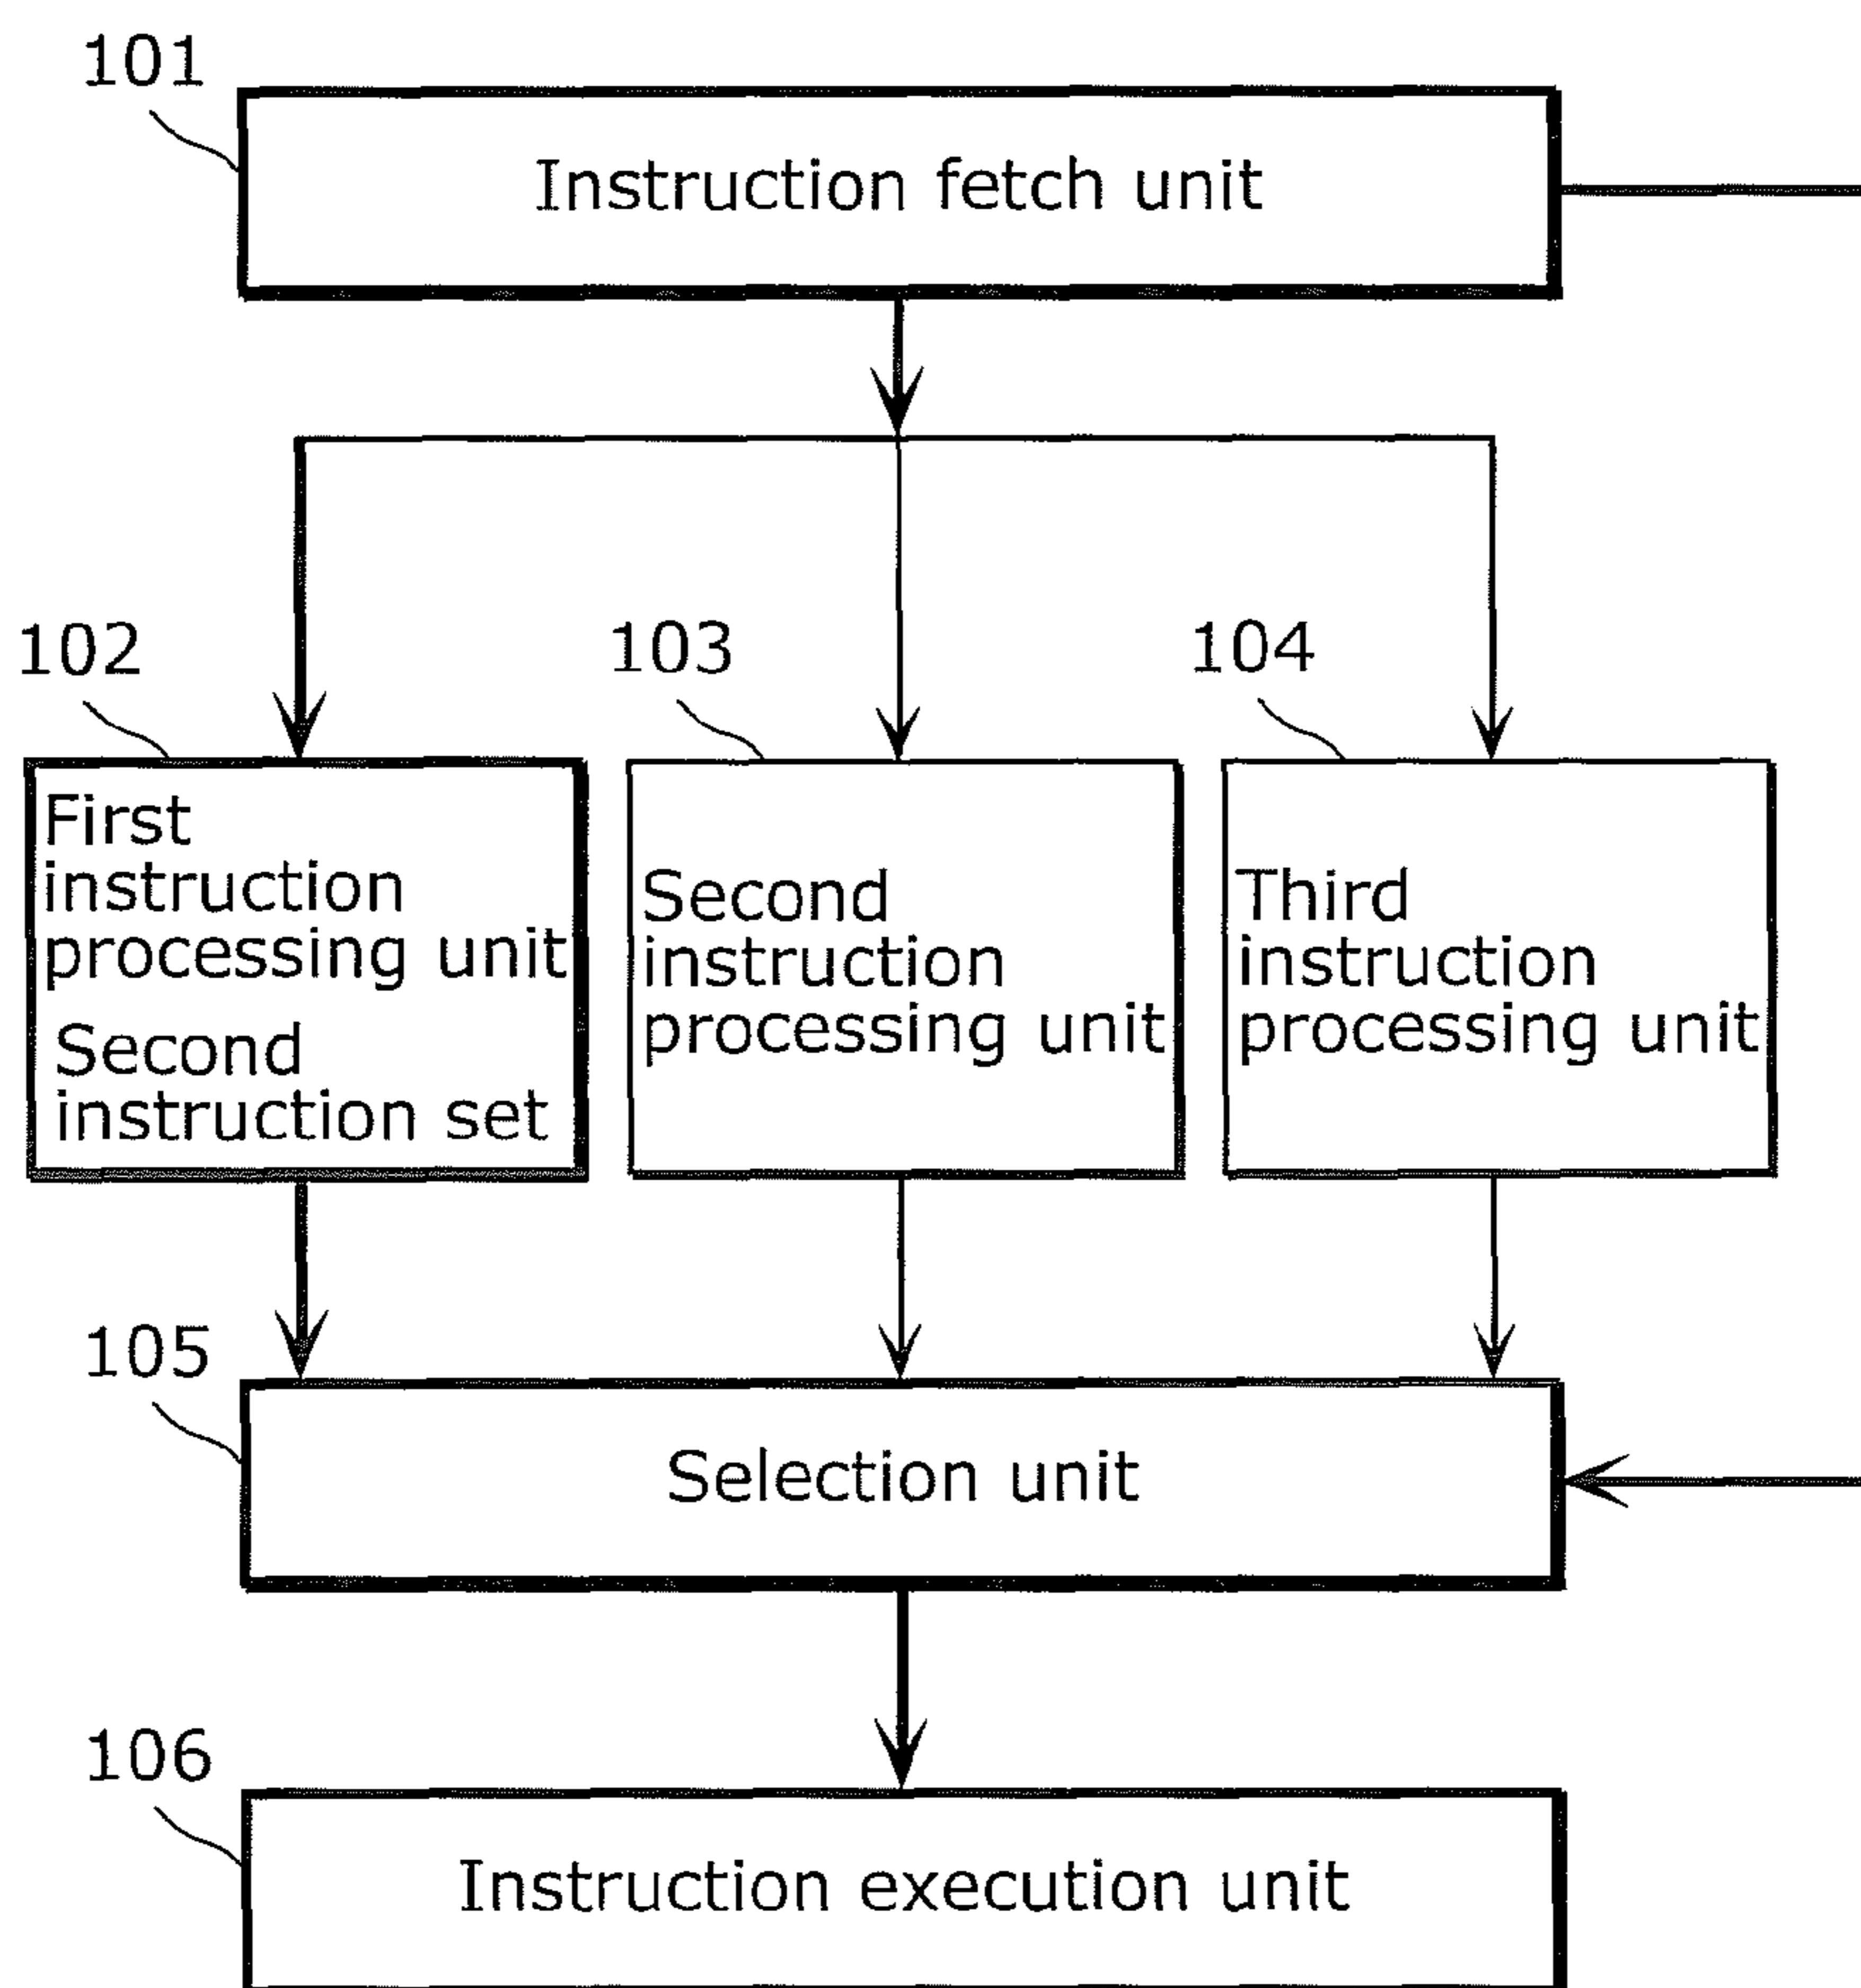 101
Instruction fetch unit
102
103
104
First
instruction
processing unit
Second
instruction set
Second
instruction
processing unit
Third
instruction
processing unit
105
Selection unit
106
Instruction execution unit